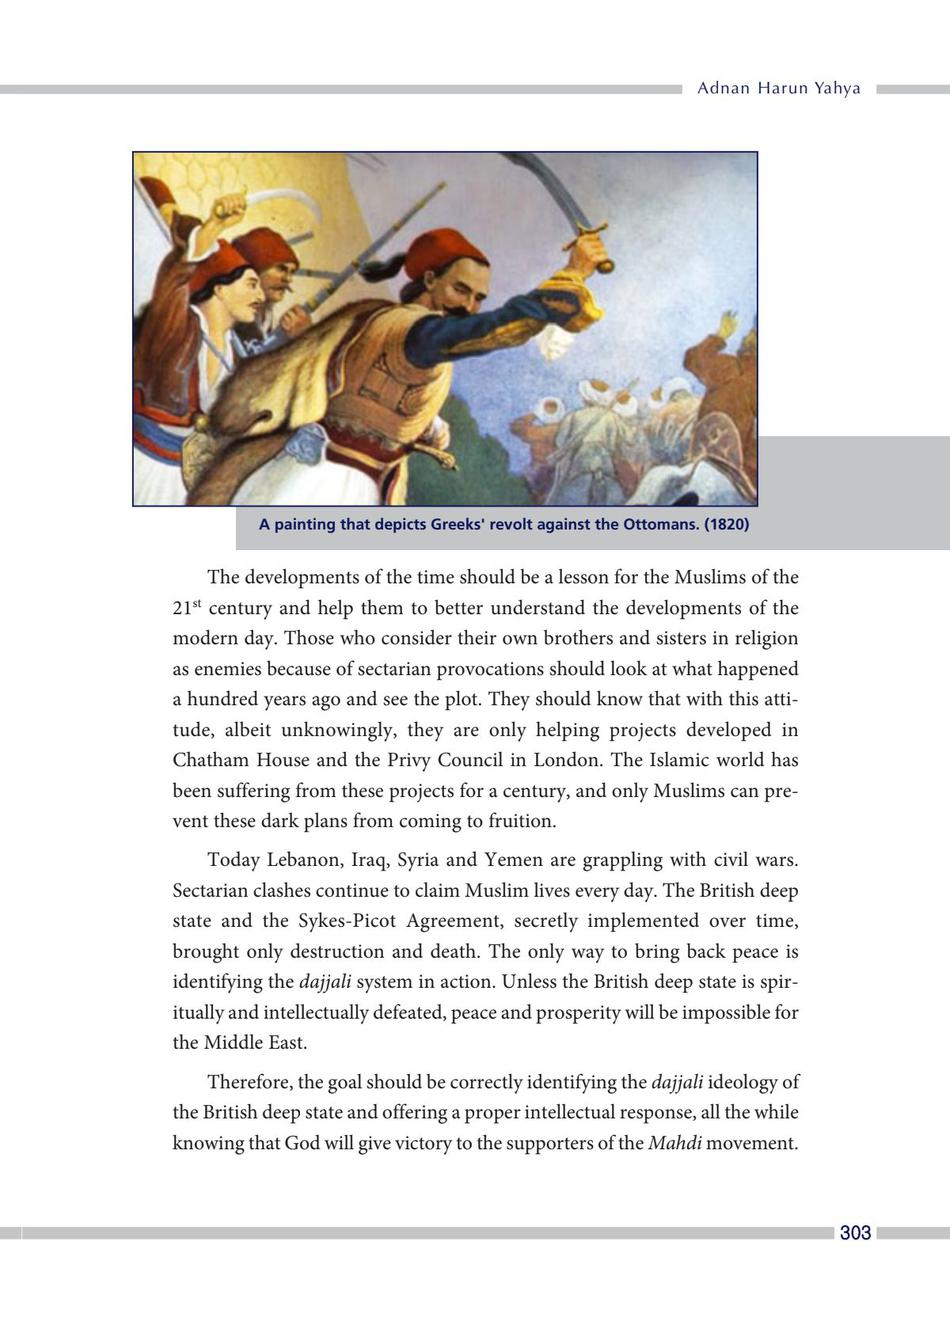 Adnan Harun Yahya
A painting that depicts Greeks' revolt against the Ottomans. (1820)
The developments of the time should be a lesson for the Muslims of the
21st century and help them to better understand the developments of the
modern day. Those who consider their own brothers and sisters in religion
as enemies because of sectarian provocations should look at what happened
a hundred years ago and see the plot. They should know that with this atti-
tude, albeit unknowingly, they are only helping projects developed in
Chatham House and the Privy Council in London. The Islamic world has
been suffering from these projects for a century, and only Muslims can pre-
vent these dark plans from coming to fruition.
Today Lebanon, Iraq, Syria and Yemen are grappling with civil wars.
Sectarian clashes continue to claim Muslim lives every day. The British deep
state and the Sykes-Picot Agreement, secretly implemented over time,
brought only destruction and death. The only way to bring back peace is
identifying the dajjali system in action. Unless the British deep state is spir-
itually and intellectually defeated, peace and prosperity will be impossible for
the Middle East.
Therefore, the goal should be correctly identifying the dajjali ideology of
the British deep state and offering a proper intellectual response, all the while
knowing that God will give victory to the supporters of the Mahdi movement.
303